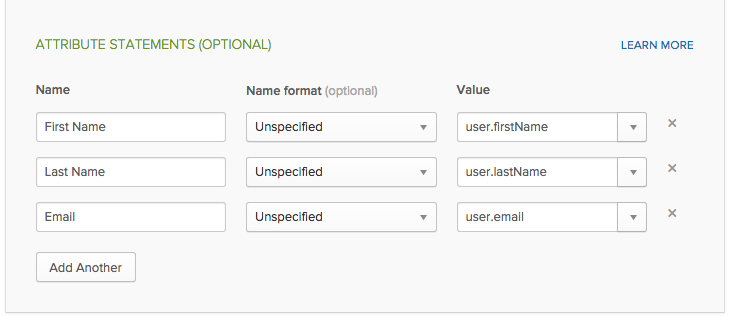 ATTRIBUTE STATEMENTS (OPTIONAL) LEARN MORE
Name Name format (optional) Value
First Name Unspecified user.firstName
Last Name Unspecified user.lastName
Email Unspecified user.email
Add Another